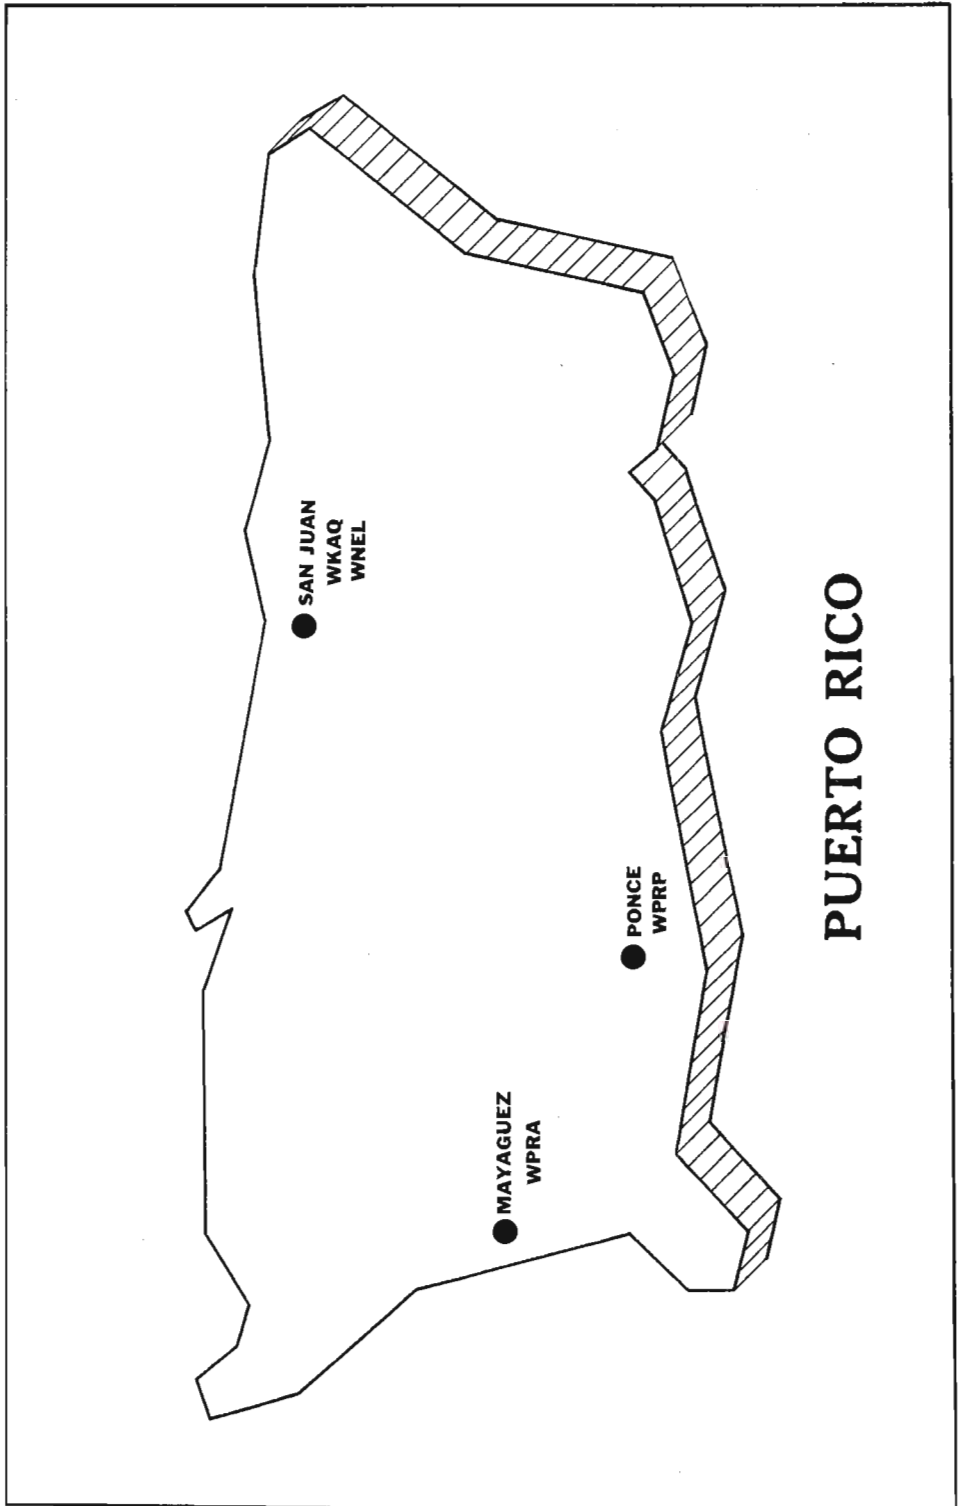 SAN JUAN
WKAQ
WNEL
MAYAGUEZ
WPRA
PONCE
WPRP
PUERTO RICO